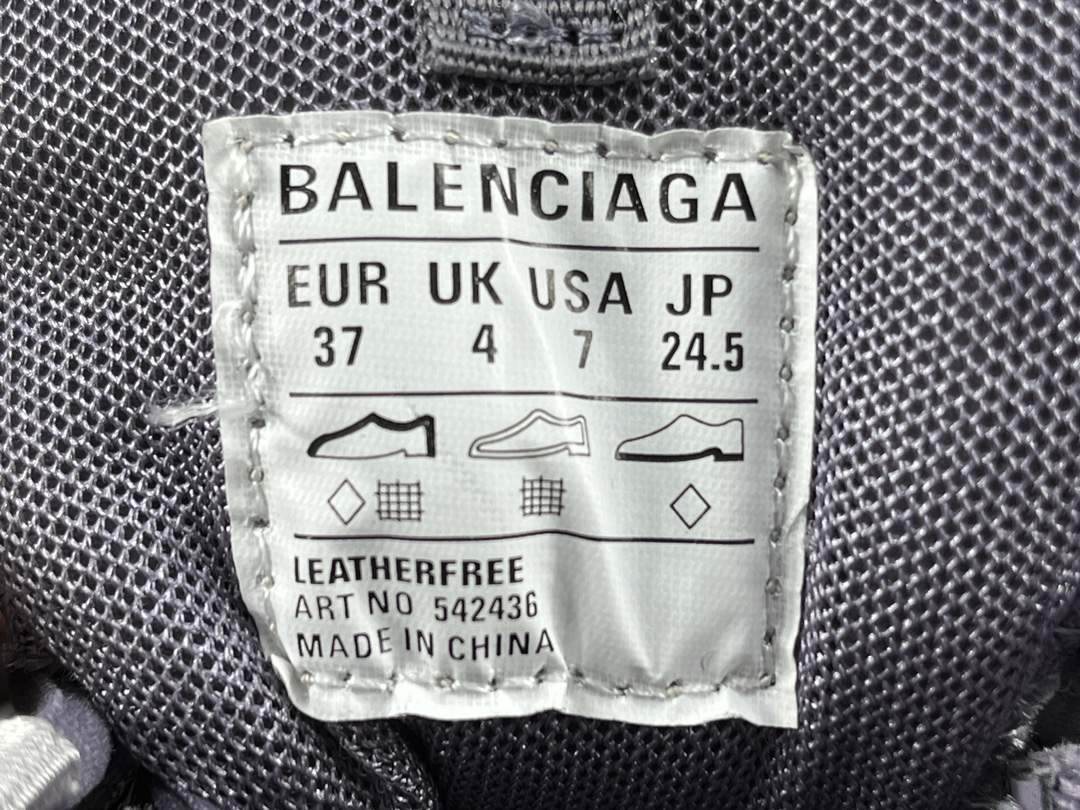 BALENCIAGA
EUR UK USA JP
37 4 7 24.5
LEATHERFREE
ART NO 542436
MADE IN CHINA